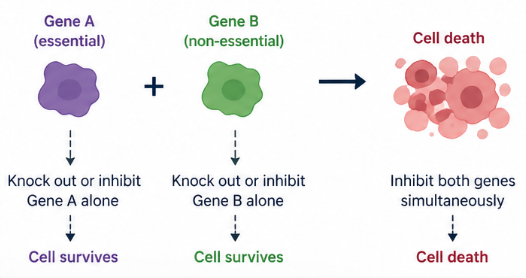 Gene A
(essential)
Gene B
(non-essential)
Cell death
+
Knock out or inhibit
Gene A alone
Knock out or inhibit
Gene B alone
Inhibit both genes
simultaneously
Cell survives
Cell survives
Cell death